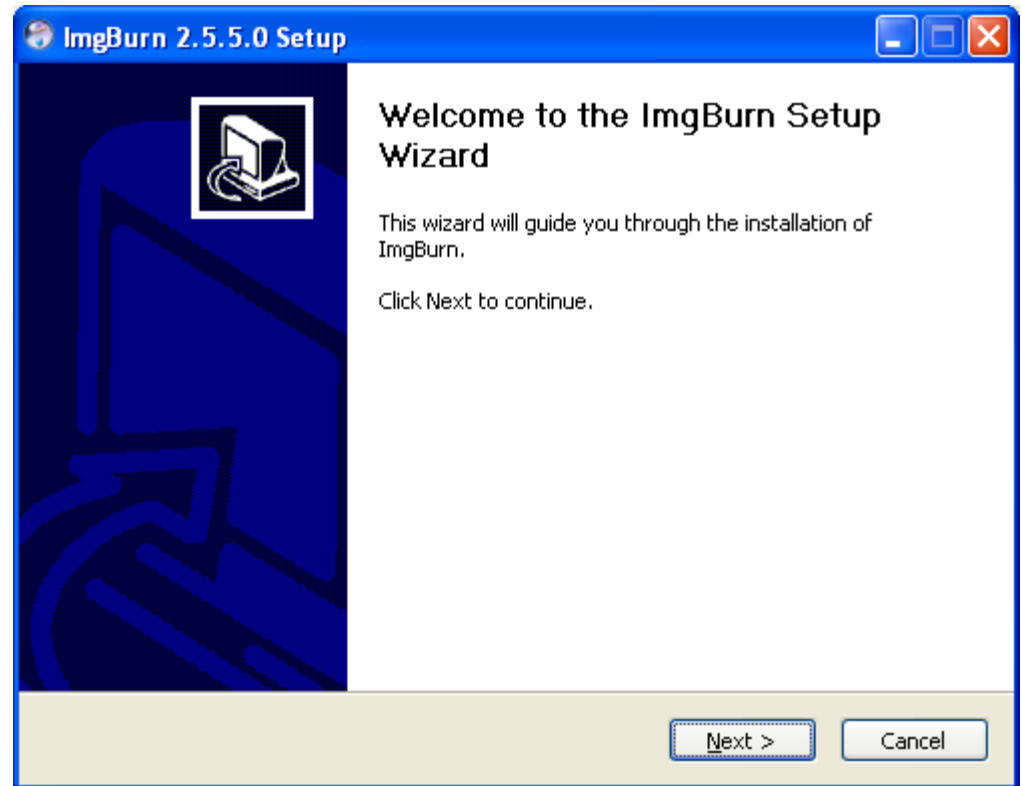 ImgBurn 2.5.5.0 Setup
Welcome to the ImgBurn Setup
Wizard
This wizard will guide you through the installation of
ImgBurn.
Click Next to continue.
Next >
Cancel